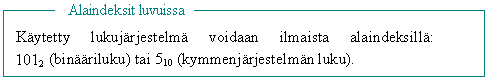 Alaindeksit luvuissa
Käytetty lukujärjestelmä voidaan ilmaista alaindeksillä:
101₂ (binääriluku) tai 5₁₀ (kymmenjärjestelmän luku).